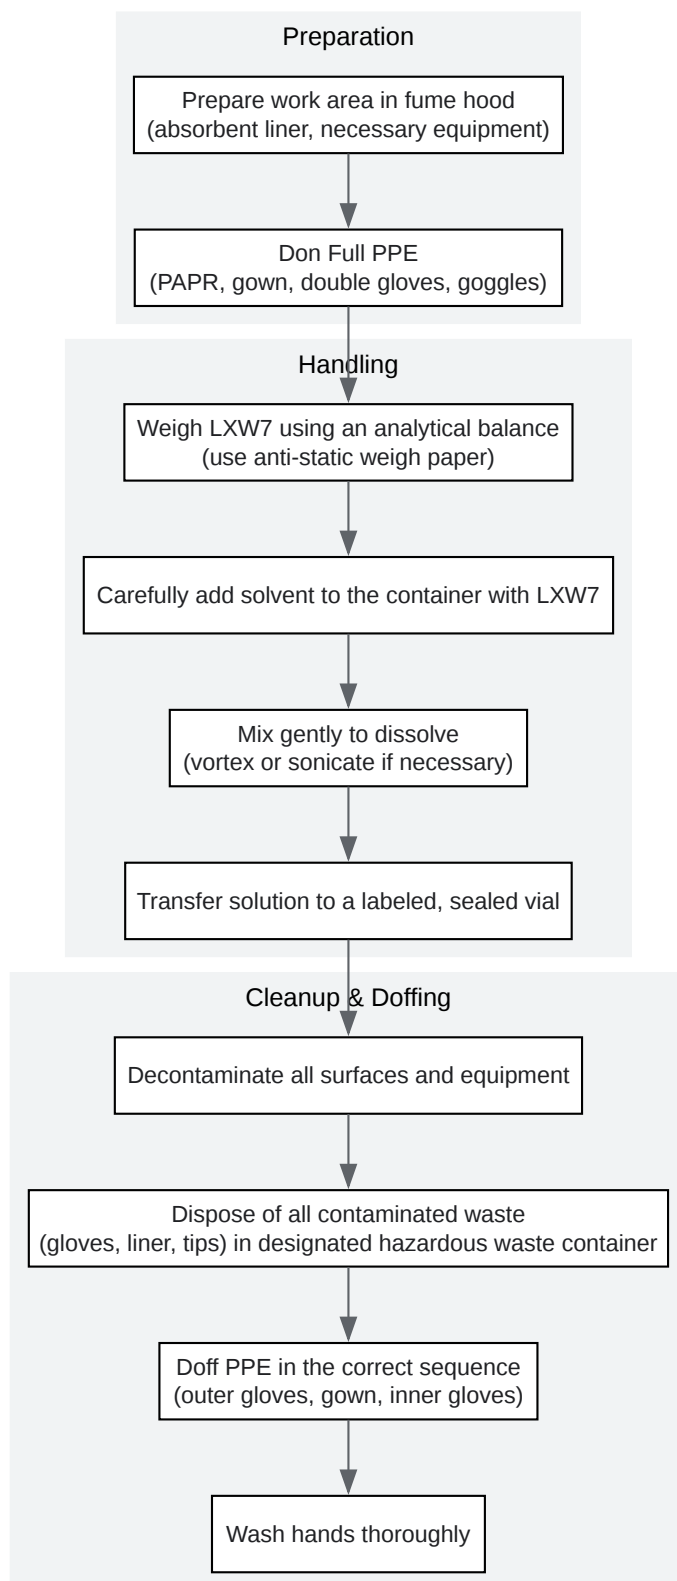 Preparation
Prepare work area in fume hood
(absorbent liner, necessary equipment)
Don Full PPE
(PAPR, gown, double gloves, goggles)
Handling
Weigh LXW7 using an analytical balance
(use anti-static weigh paper)
Carefully add solvent to the container with LXW7
Mix gently to dissolve
(vortex or sonicate if necessary)
Transfer solution to a labeled, sealed vial
Cleanup & Doffing
Decontaminate all surfaces and equipment
Dispose of all contaminated waste
(gloves, liner, tips) in designated hazardous waste container
Doff PPE in the correct sequence
(outer gloves, gown, inner gloves)
Wash hands thoroughly